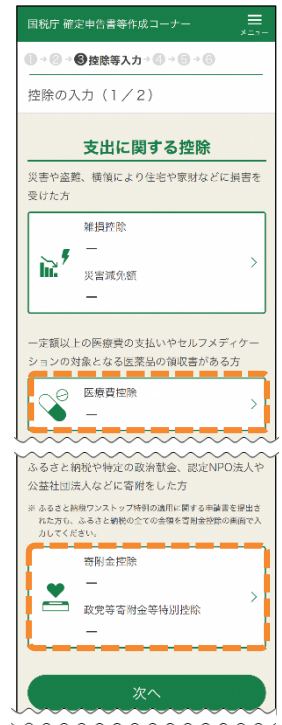 国税庁 確定申告書等作成コーナー
メニュー
1→2→3控除等入力→4→5→6
控除の入力（1／2）
支出に関する控除
災害や盗難、横領により住宅や家財などに損害を
受けた方
雑損控除
―
災害減免額
―
一定額以上の医療費の支払いやセルフメディケー
ションの対象となる医薬品の領収書がある方
医療費控除
―
ふるさと納税や特定の政治献金、認定NPO法人や
公益社団法人などに寄附をした方
※ ふるさと納税ワンストップ特例の適用に関する申請書を提出さ
れた方も、ふるさと納税の全ての金額を寄附金控除の画面で入
力してください。
寄附金控除
―
政党等寄附金等特別控除
―
次へ